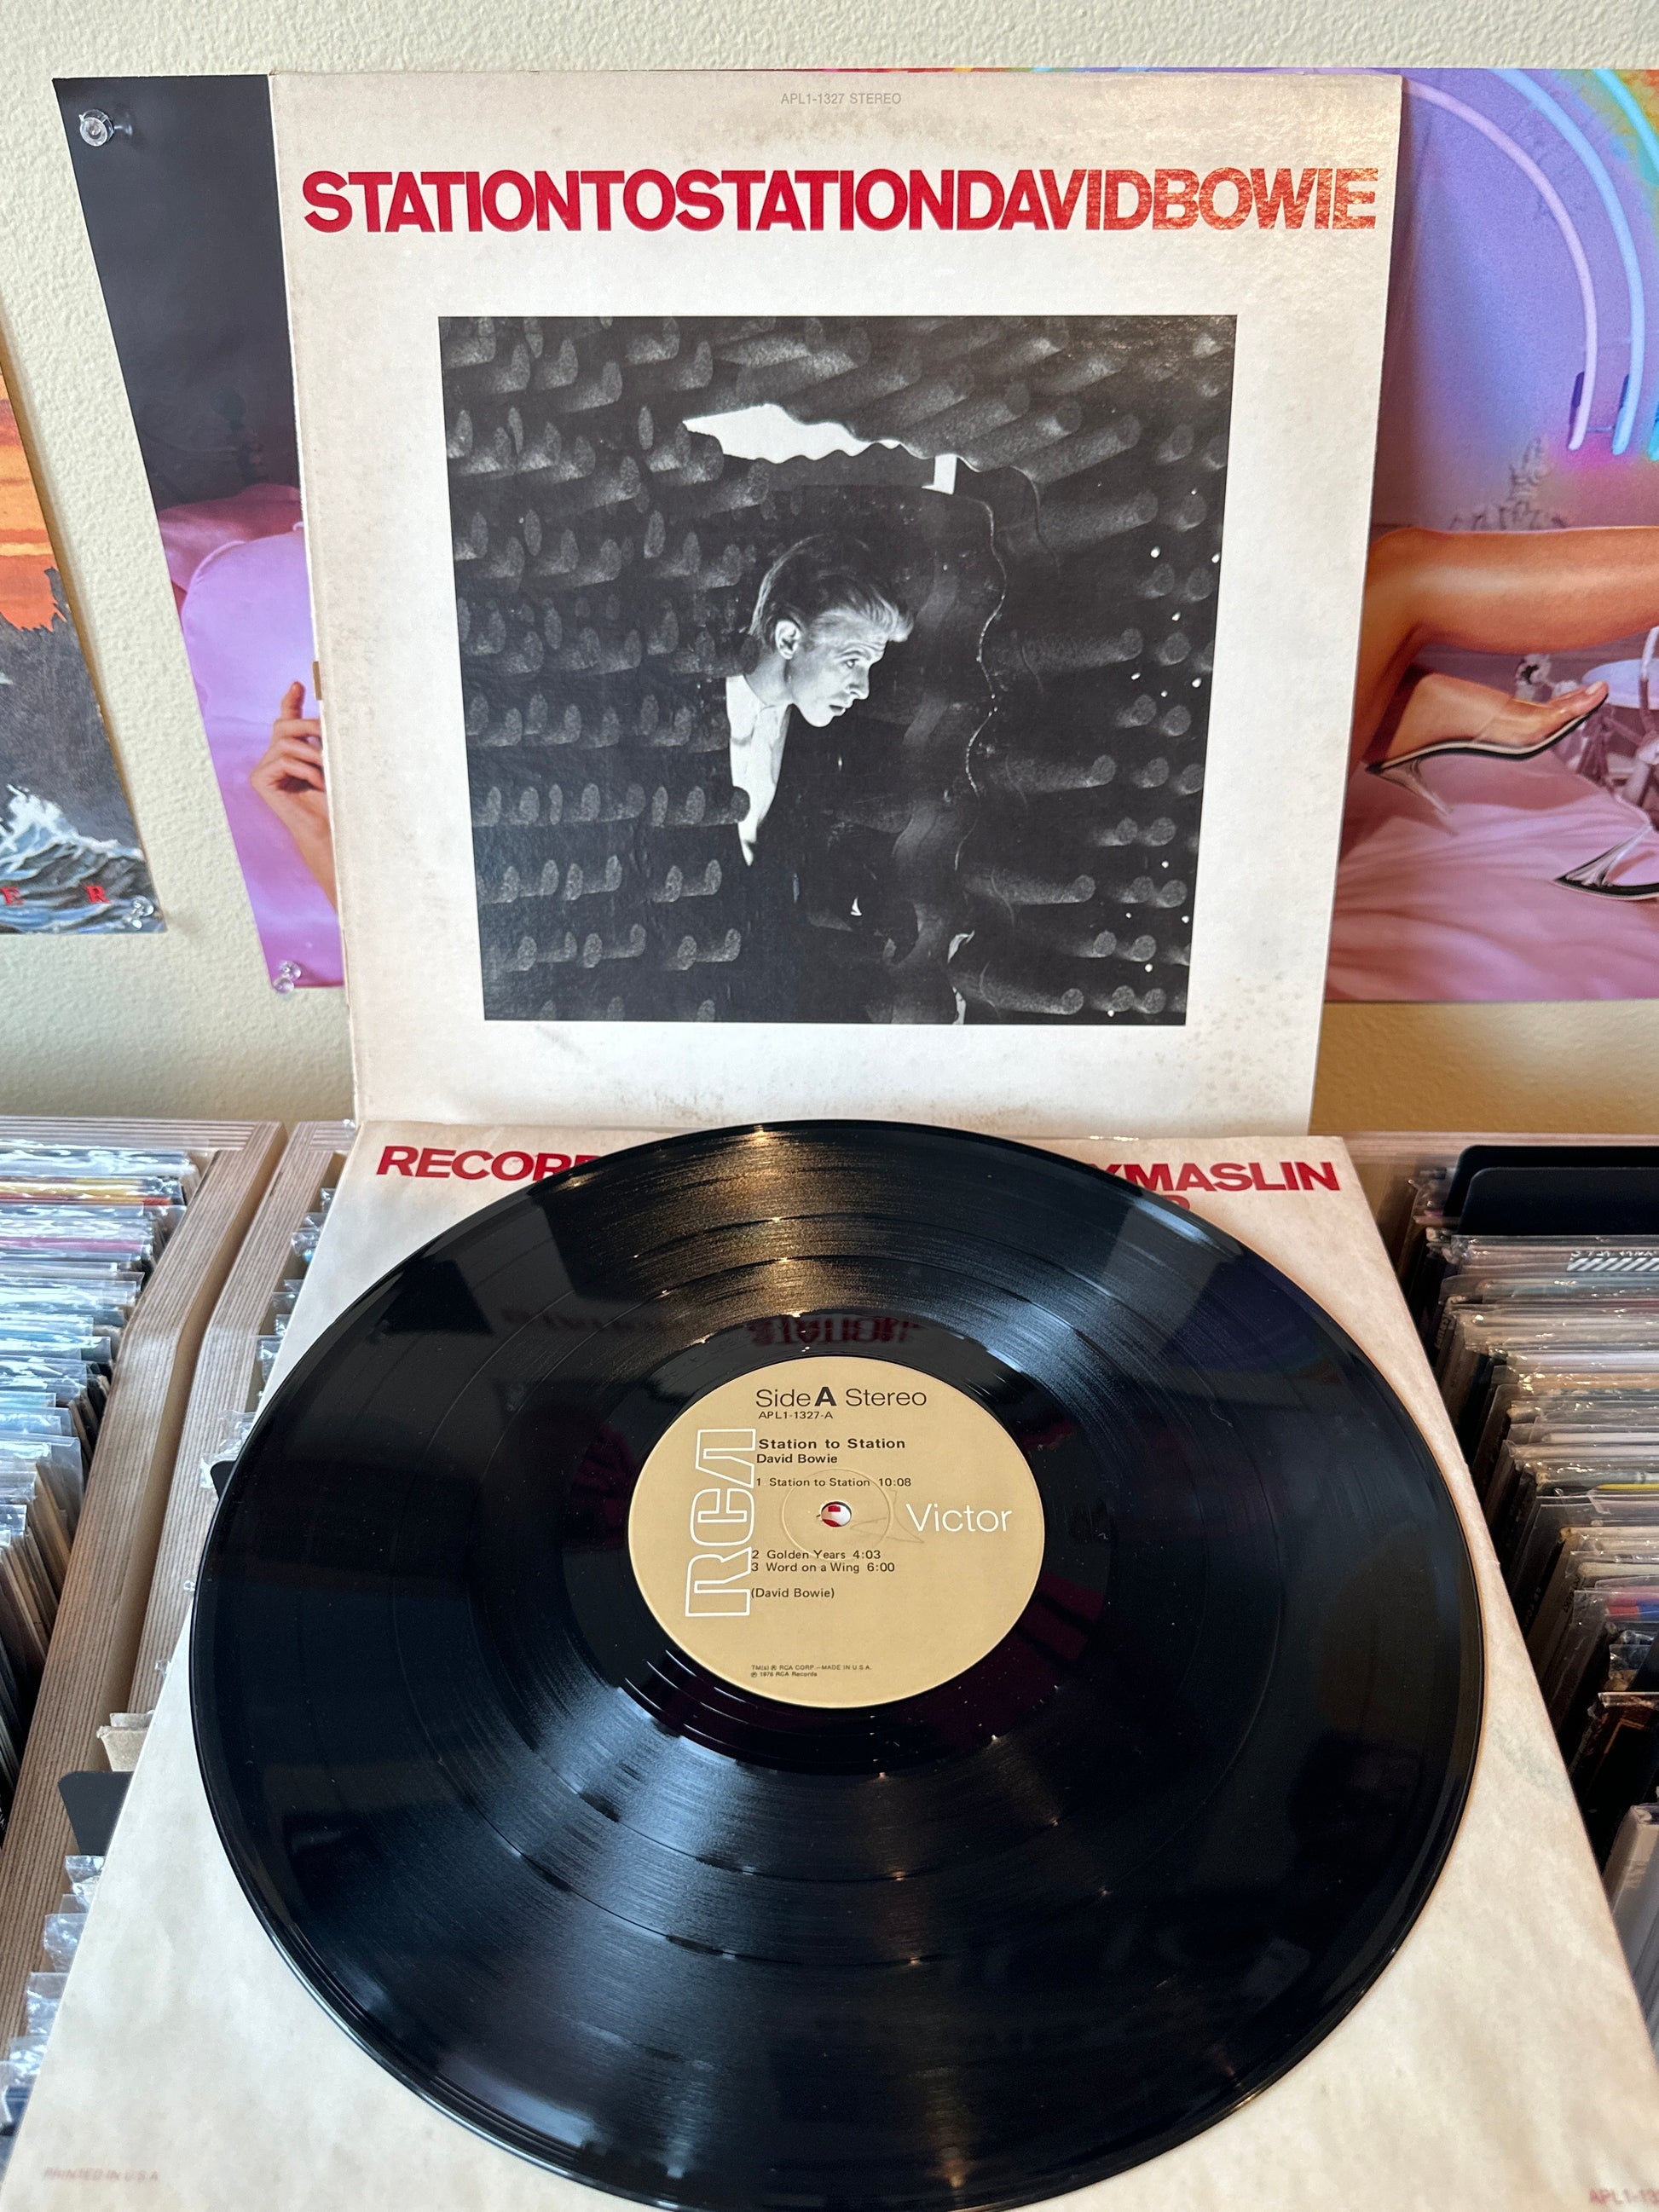 APL1-1327 STEREO
STATIONTOSTATIONDAVIDBOWIE
E R
MASLIN
Side A Stereo
APL1-1327-A
Station to Station
David Bowie
1 Station to Station 10:08
RCA Victor
2 Golden Years 4:03
3 Word on a Wing 6:00
(David Bowie)
TM(s) ® RCA CORP.—MADE IN U.S.A.
℗ 1976 RCA Records
PRINTED IN U.S.A